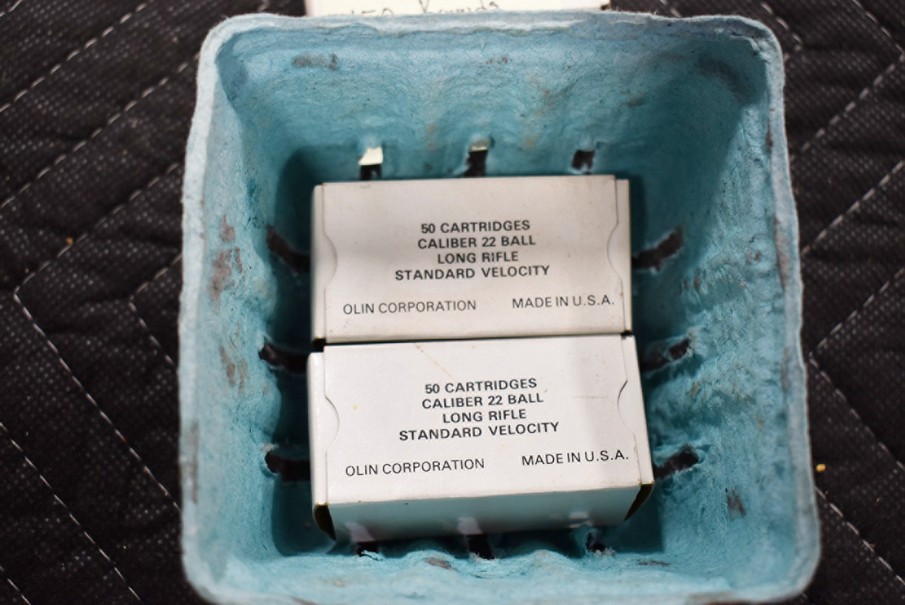 50 CARTRIDGES
CALIBER 22 BALL
LONG RIFLE
STANDARD VELOCITY
OLIN CORPORATION MADE IN U.S.A.
50 CARTRIDGES
CALIBER 22 BALL
LONG RIFLE
STANDARD VELOCITY
OLIN CORPORATION MADE IN U.S.A.